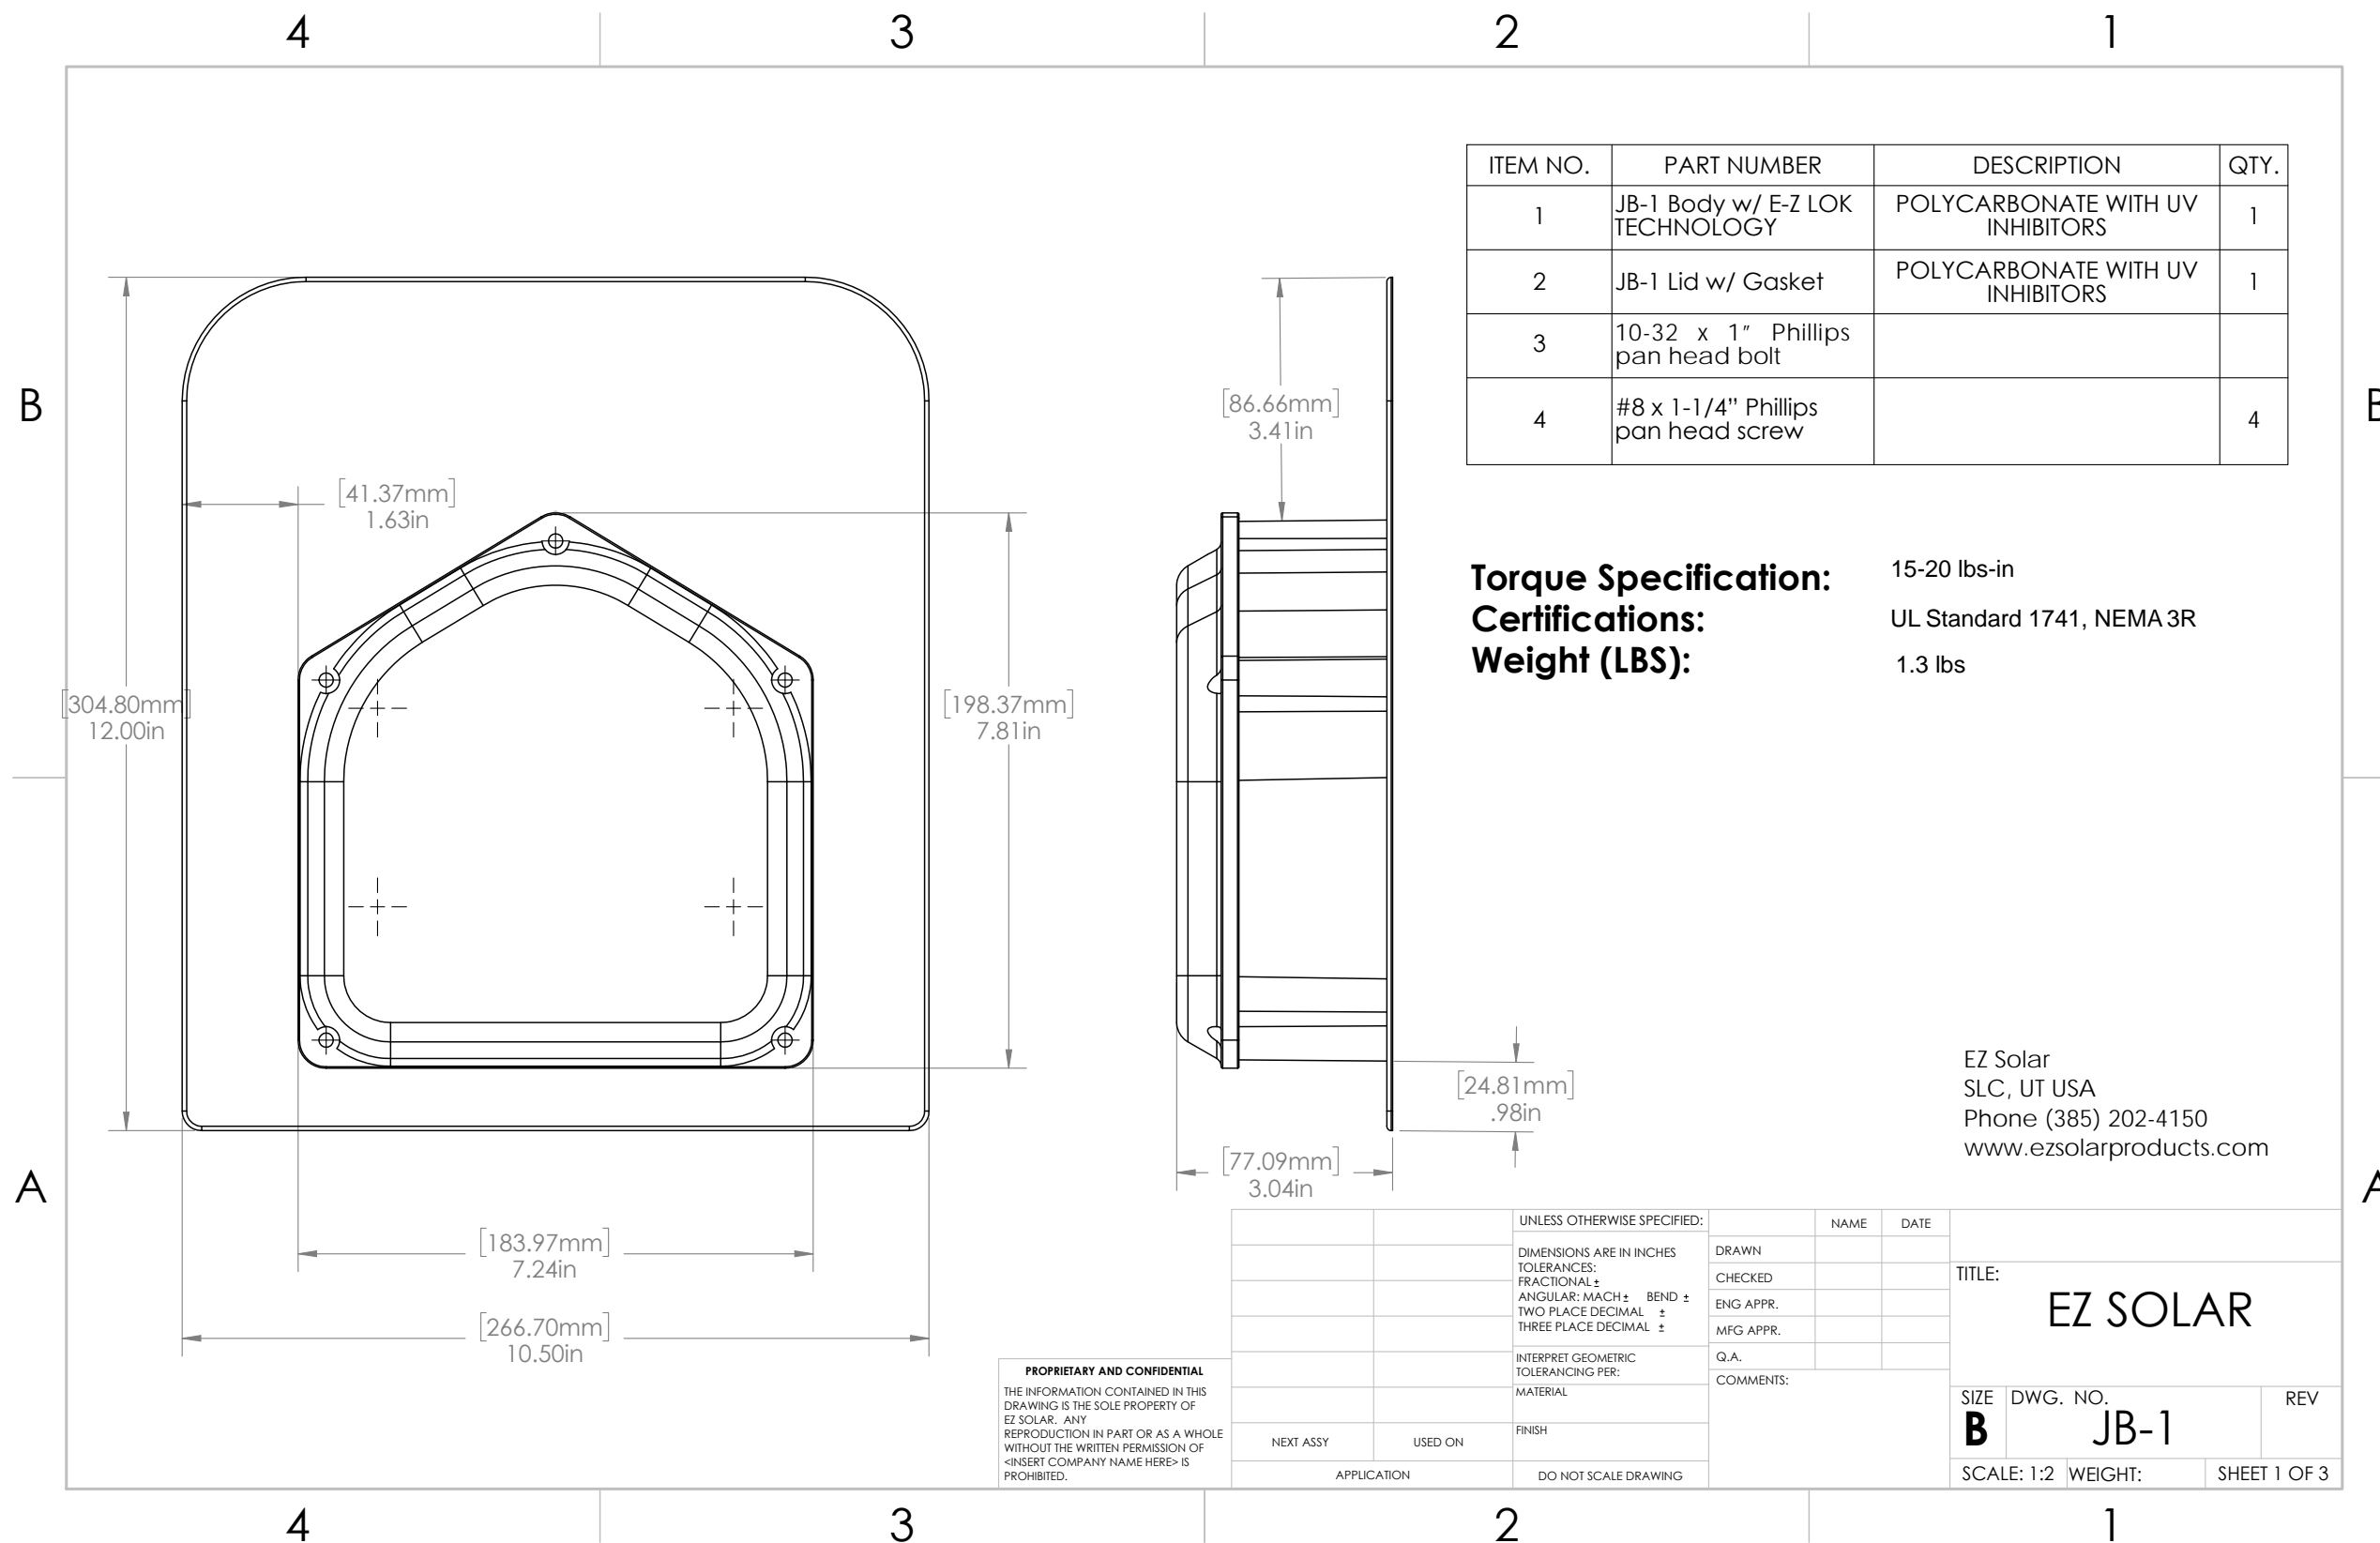 4 3 2 1
ITEM NO. PART NUMBER DESCRIPTION QTY.
1 JB-1 Body w/ E-Z LOK TECHNOLOGY POLYCARBONATE WITH UV INHIBITORS 1
2 JB-1 Lid w/ Gasket POLYCARBONATE WITH UV INHIBITORS 1
3 10-32 x 1" Phillips pan head bolt
4 #8 x 1-1/4” Phillips pan head screw 4
B
B
[86.66mm]
3.41in
[41.37mm]
1.63in
[304.80mm]
12.00in
[198.37mm]
7.81in
Torque Specification: 15-20 lbs-in
Certifications: UL Standard 1741, NEMA 3R
Weight (LBS): 1.3 lbs
[24.81mm]
.98in
[77.09mm]
3.04in
[183.97mm]
7.24in
[266.70mm]
10.50in
EZ Solar
SLC, UT USA
Phone (385) 202-4150
www.ezsolarproducts.com
A
A
PROPRIETARY AND CONFIDENTIAL
THE INFORMATION CONTAINED IN THIS
DRAWING IS THE SOLE PROPERTY OF
EZ SOLAR. ANY
REPRODUCTION IN PART OR AS A WHOLE
WITHOUT THE WRITTEN PERMISSION OF
<INSERT COMPANY NAME HERE> IS
PROHIBITED.
NEXT ASSY USED ON
APPLICATION
UNLESS OTHERWISE SPECIFIED:
DIMENSIONS ARE IN INCHES
TOLERANCES:
FRACTIONAL ±
ANGULAR: MACH ± BEND ±
TWO PLACE DECIMAL ±
THREE PLACE DECIMAL ±
INTERPRET GEOMETRIC
TOLERANCING PER:
MATERIAL
FINISH
DO NOT SCALE DRAWING
NAME DATE
DRAWN
CHECKED
ENG APPR.
MFG APPR.
Q.A.
COMMENTS:
TITLE:
EZ SOLAR
SIZE DWG. NO. REV
B JB-1
SCALE: 1:2 WEIGHT: SHEET 1 OF 3
4 3 2 1